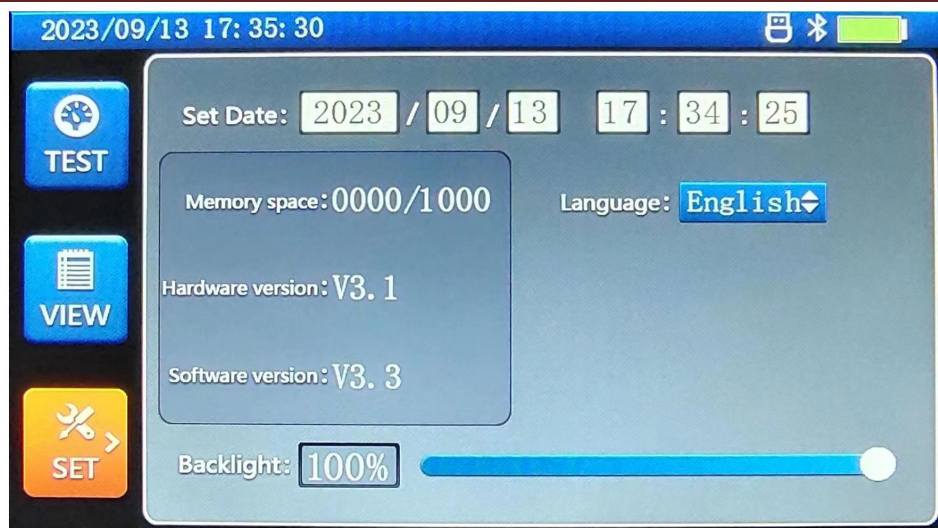 2023/09/13 17:35:30
TEST
VIEW
SET
Set Date: 2023 / 09 / 13 17 : 34 : 25
Memory space:0000/1000
Language: English
Hardware version:V3.1
Software version:V3.3
Backlight: 100%